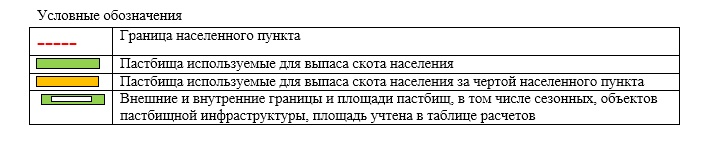 Условные обозначения
Граница населенного пункта
Пастбища используемые для выпаса скота населения
Пастбища используемые для выпаса скота населения за чертой населенного пункта
Внешние и внутренние границы и площади пастбищ, в том числе сезонных, объектов
пастбищной инфраструктуры, площадь учтена в таблице расчетов